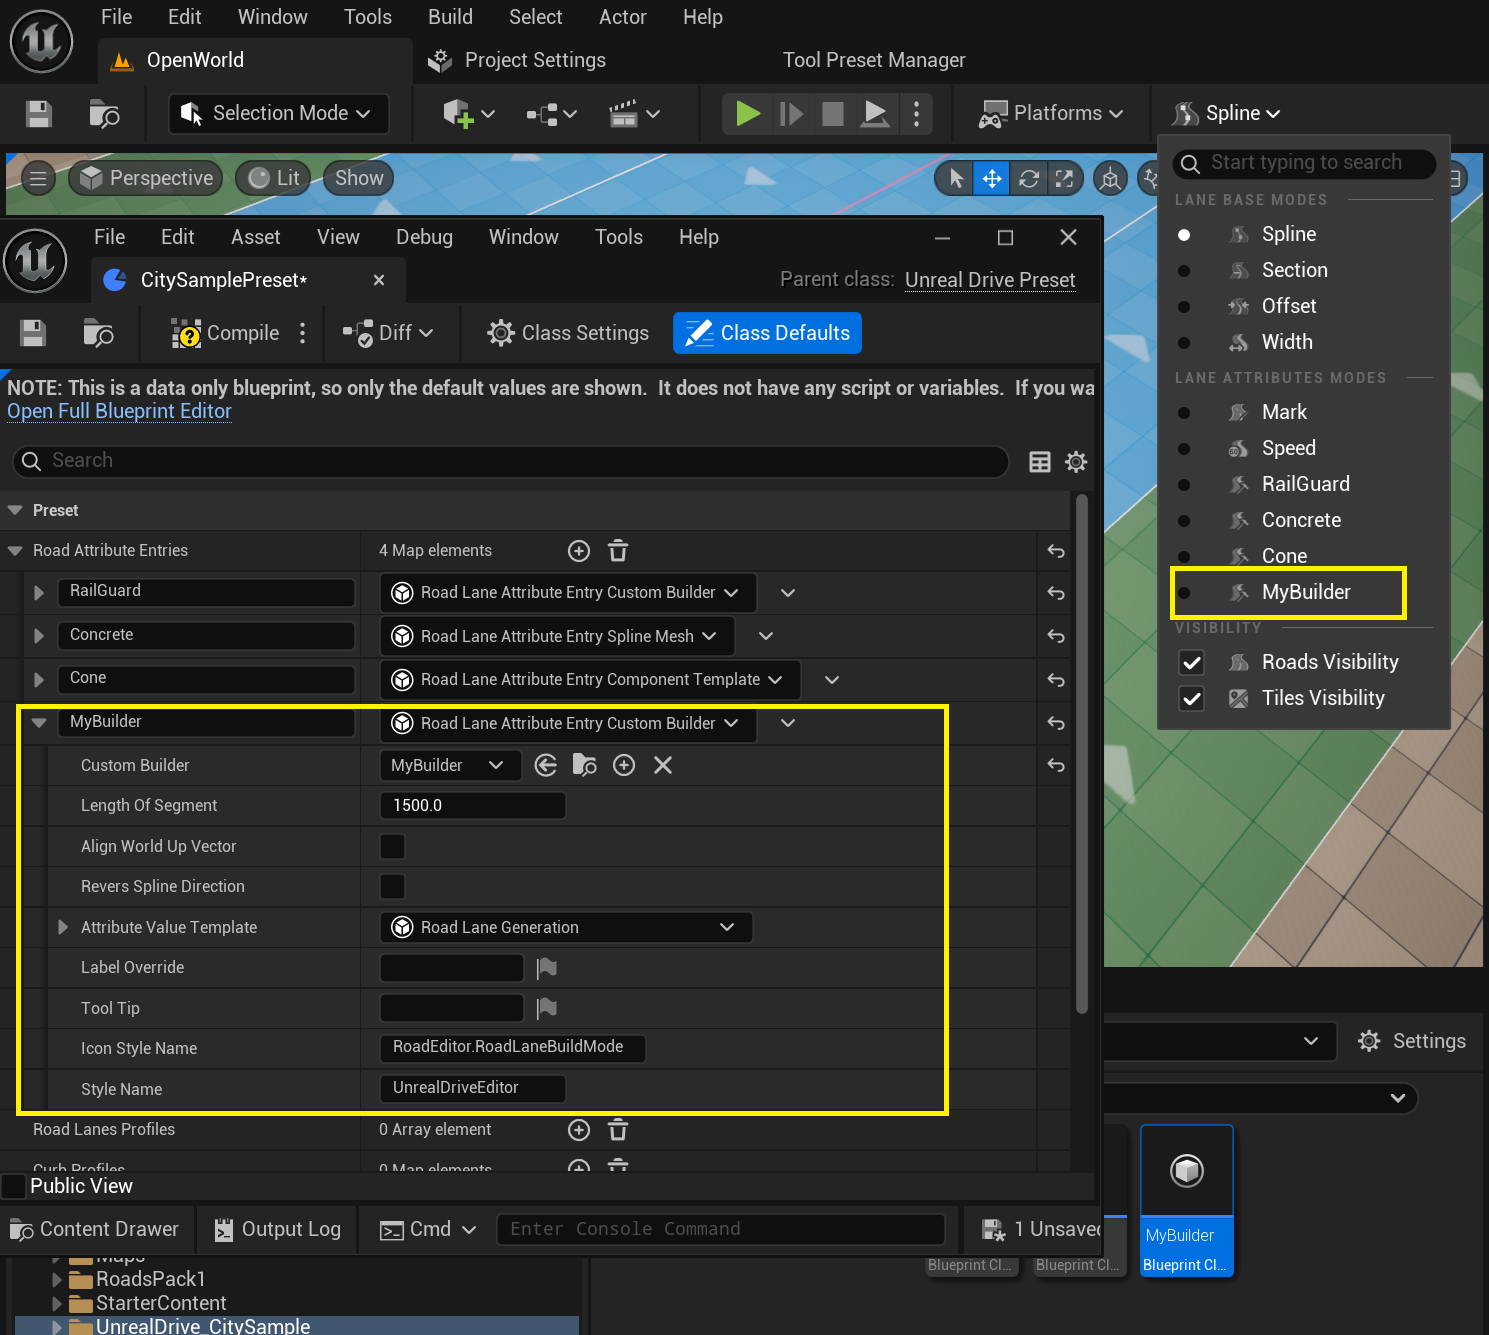 File Edit Window Tools Build Select Actor Help
OpenWorld Project Settings Tool Preset Manager
Selection Mode Platforms Spline
Perspective Lit Show
Start typing to search
LANE BASE MODES
Spline
Section
Offset
Width
LANE ATTRIBUTES MODES
Mark
Speed
RailGuard
Concrete
Cone
MyBuilder
VISIBILITY
Roads Visibility
Tiles Visibility
File Edit Asset View Debug Window Tools Help
CitySamplePreset* Parent class: Unreal Drive Preset
Compile Diff Class Settings Class Defaults
NOTE: This is a data only blueprint, so only the default values are shown. It does not have any script or variables. If you wa
Open Full Blueprint Editor
Search
Preset
Road Attribute Entries 4 Map elements
RailGuard Road Lane Attribute Entry Custom Builder
Concrete Road Lane Attribute Entry Spline Mesh
Cone Road Lane Attribute Entry Component Template
MyBuilder Road Lane Attribute Entry Custom Builder
Custom Builder MyBuilder
Length Of Segment 1500.0
Align World Up Vector
Revers Spline Direction
Attribute Value Template Road Lane Generation
Label Override
Tool Tip
Icon Style Name RoadEditor.RoadLaneBuildMode
Style Name UnrealDriveEditor
Road Lanes Profiles 0 Array element
Curb Profiles 0 Map elements
Public View
Content Drawer Output Log Cmd Enter Console Command 1 Unsaved
Settings
MyBuilder
Blueprint Cl... Blueprint Cl... Blueprint Cl...
Maps
RoadsPack1
StarterContent
UnrealDrive_CitySample